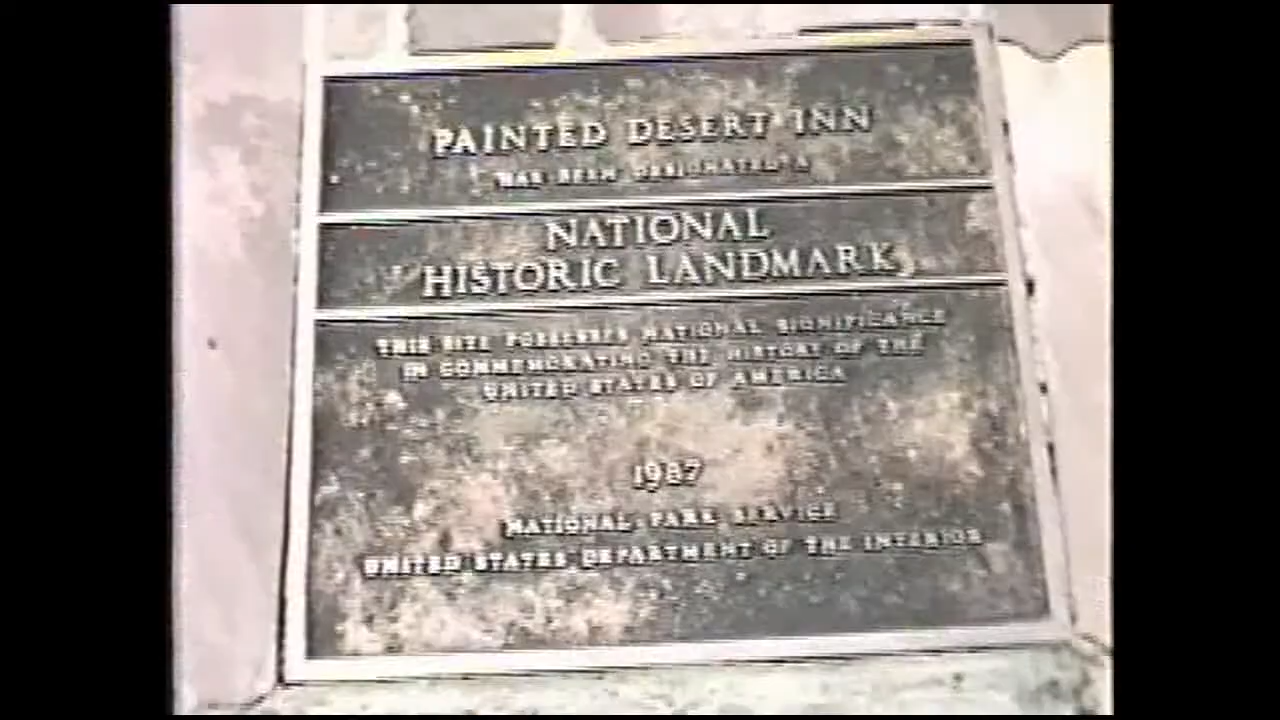 PAINTED DESERT INN
HAS BEEN DESIGNATED A
NATIONAL
HISTORIC LANDMARK
THIS SITE POSSESSES NATIONAL SIGNIFICANCE
IN COMMEMORATING THE HISTORY OF THE
UNITED STATES OF AMERICA
1987
NATIONAL PARK SERVICE
UNITED STATES DEPARTMENT OF THE INTERIOR